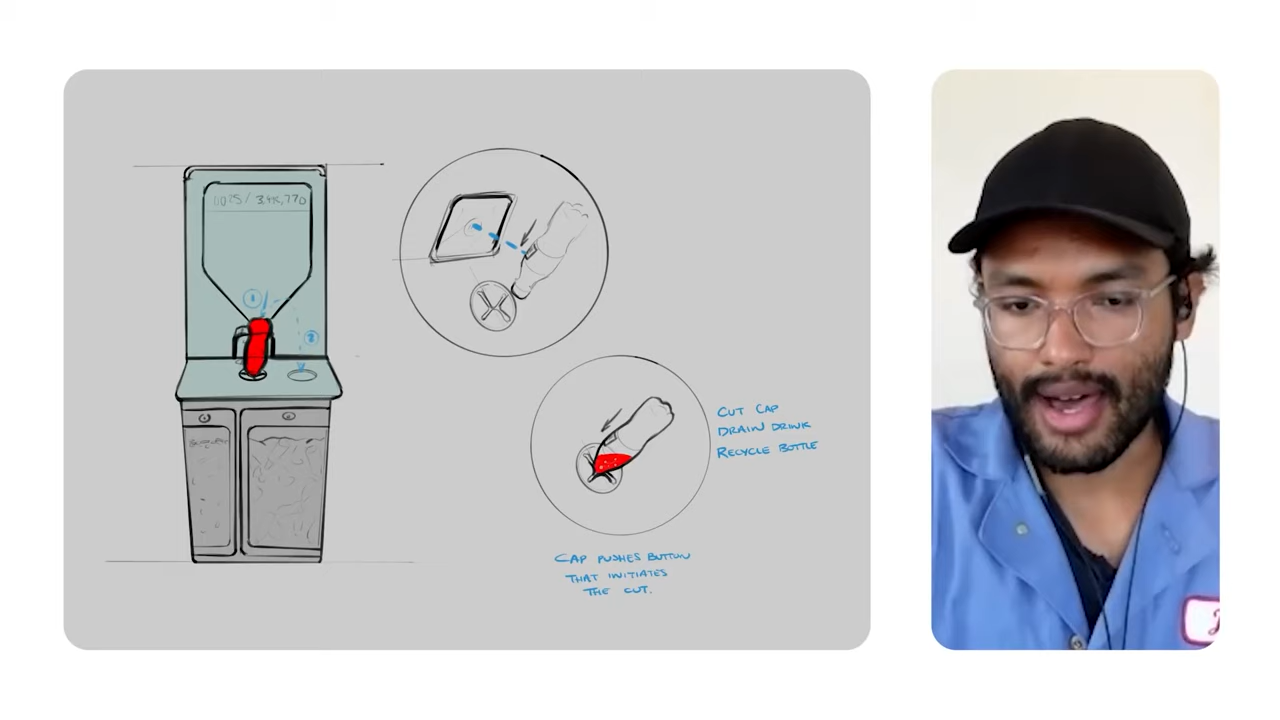 CUT CAP
DRAIN DRINK
RECYCLE BOTTLE
CAP PUSHES BUTTON
THAT INITIATES
THE CUT.